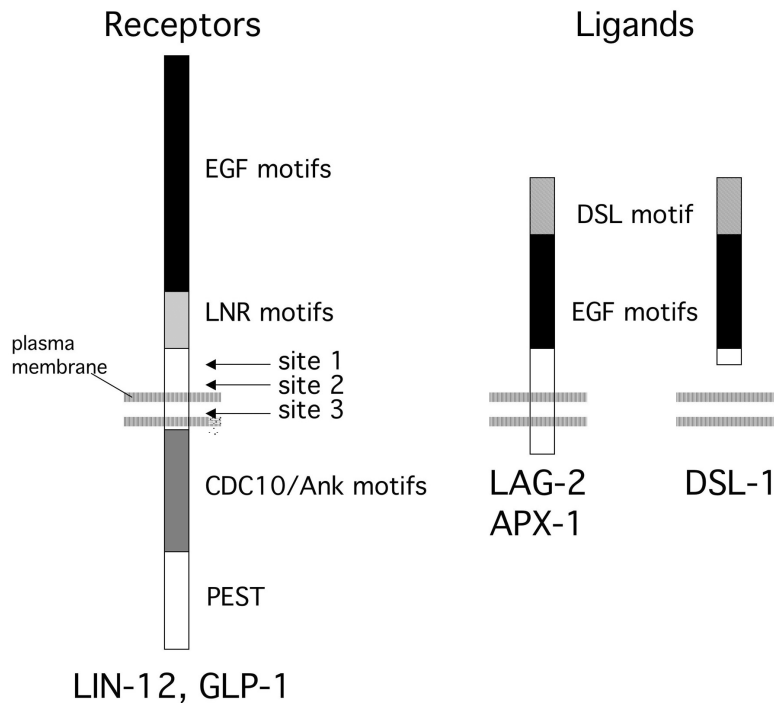 Receptors
Ligands
EGF motifs
DSL motif
LNR motifs
EGF motifs
plasma
membrane
site 1
site 2
site 3
CDC10/Ank motifs
LAG-2
APX-1
DSL-1
PEST
LIN-12, GLP-1